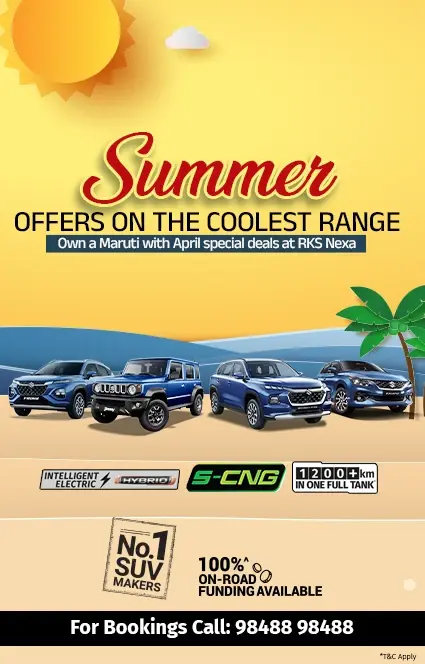 Summer
OFFERS ON THE COOLEST RANGE
Own a Maruti with April special deals at RKS Nexa
INTELLIGENT
ELECTRIC
HYBRID
S-CNG
1200+km
IN ONE FULL TANK
No.1
SUV
MAKERS
100%^
ON-ROAD
FUNDING AVAILABLE
For Bookings Call: 98488 98488
*T&C Apply